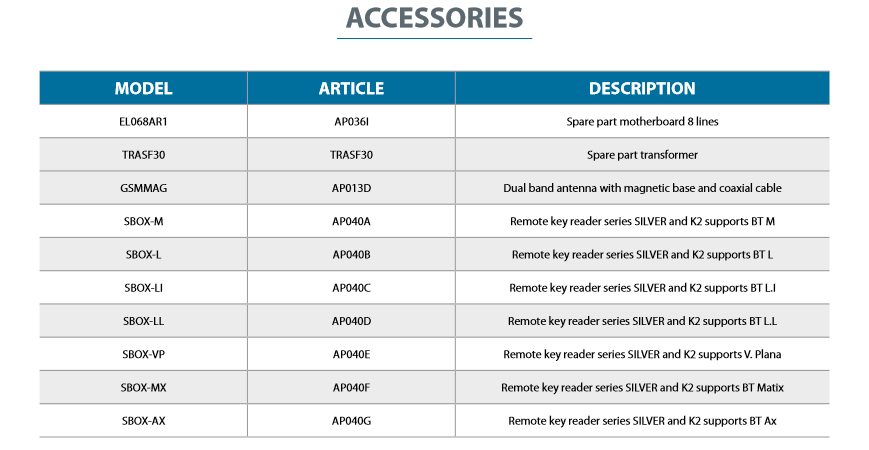 ACCESSORIES
MODEL ARTICLE DESCRIPTION
EL068AR1 AP036I Spare part motherboard 8 lines
TRASF30 TRASF30 Spare part transformer
GSMMAG AP013D Dual band antenna with magnetic base and coaxial cable
SBOX-M AP040A Remote key reader series SILVER and K2 supports BT M
SBOX-L AP040B Remote key reader series SILVER and K2 supports BT L
SBOX-LI AP040C Remote key reader series SILVER and K2 supports BT L.I
SBOX-LL AP040D Remote key reader series SILVER and K2 supports BT L.L
SBOX-VP AP040E Remote key reader series SILVER and K2 supports V. Plana
SBOX-MX AP040F Remote key reader series SILVER and K2 supports BT Matix
SBOX-AX AP040G Remote key reader series SILVER and K2 supports BT Ax